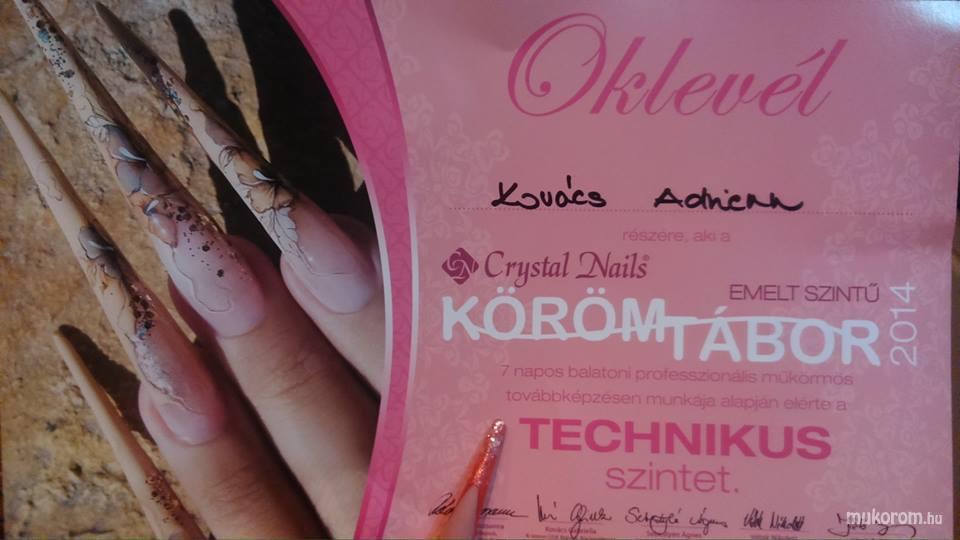 Oklevél
Kovács Adrienn
részére, aki a
Crystal Nails®
EMELT SZINTŰ
KÖRÖMTÁBOR 2014
7 napos balatoni professzionális műkörmös
továbbképzésen munkája alapján elérte a
TECHNIKUS
szintet.
mukorom.hu